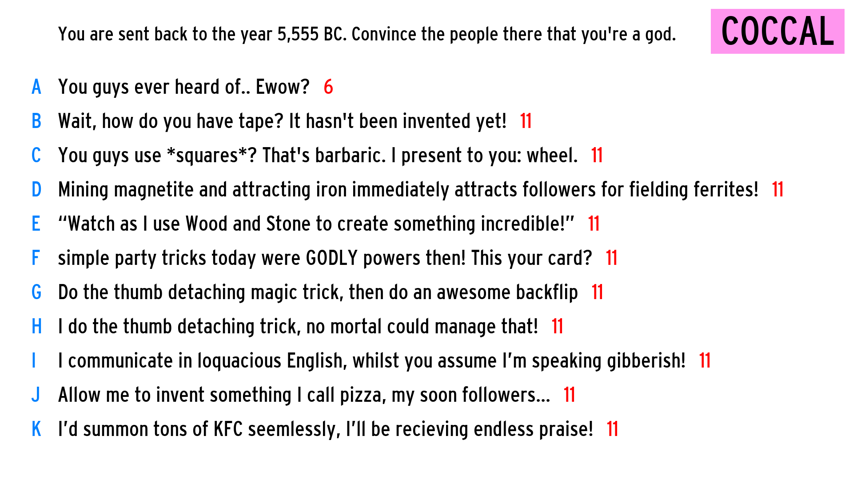 You are sent back to the year 5,555 BC. Convince the people there that you're a god. COCCAL
A You guys ever heard of.. Ewow? 6
B Wait, how do you have tape? It hasn't been invented yet! 11
C You guys use *squares*? That's barbaric. I present to you: wheel. 11
D Mining magnetite and attracting iron immediately attracts followers for fielding ferrites! 11
E “Watch as I use Wood and Stone to create something incredible!” 11
F simple party tricks today were GODLY powers then! This your card? 11
G Do the thumb detaching magic trick, then do an awesome backflip 11
H I do the thumb detaching trick, no mortal could manage that! 11
I I communicate in loquacious English, whilst you assume I’m speaking gibberish! 11
J Allow me to invent something I call pizza, my soon followers... 11
K I’d summon tons of KFC seemlessly, I’ll be recieving endless praise! 11